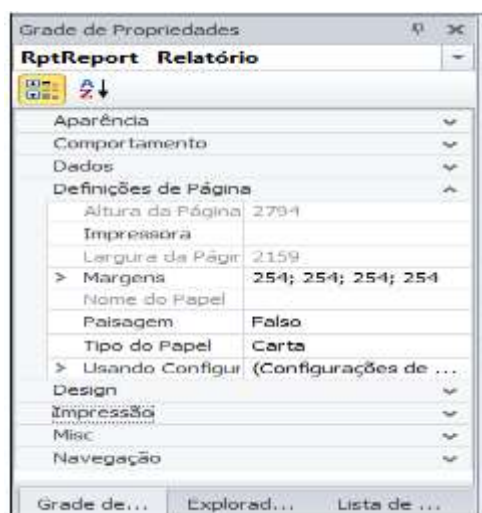 Grade de Propriedades
RptReport Relatório
Aparência
Comportamento
Dados
Definições de Página
Altura da Página 2794
Impressora
Largura da Págir 2159
> Margens 254; 254; 254; 254
Nome do Papel
Paisagem Falso
Tipo do Papel Carta
> Usando Configur (Configurações de ...
Design
Impressão
Misc
Navegação
Grade de... Explorad... Lista de ...